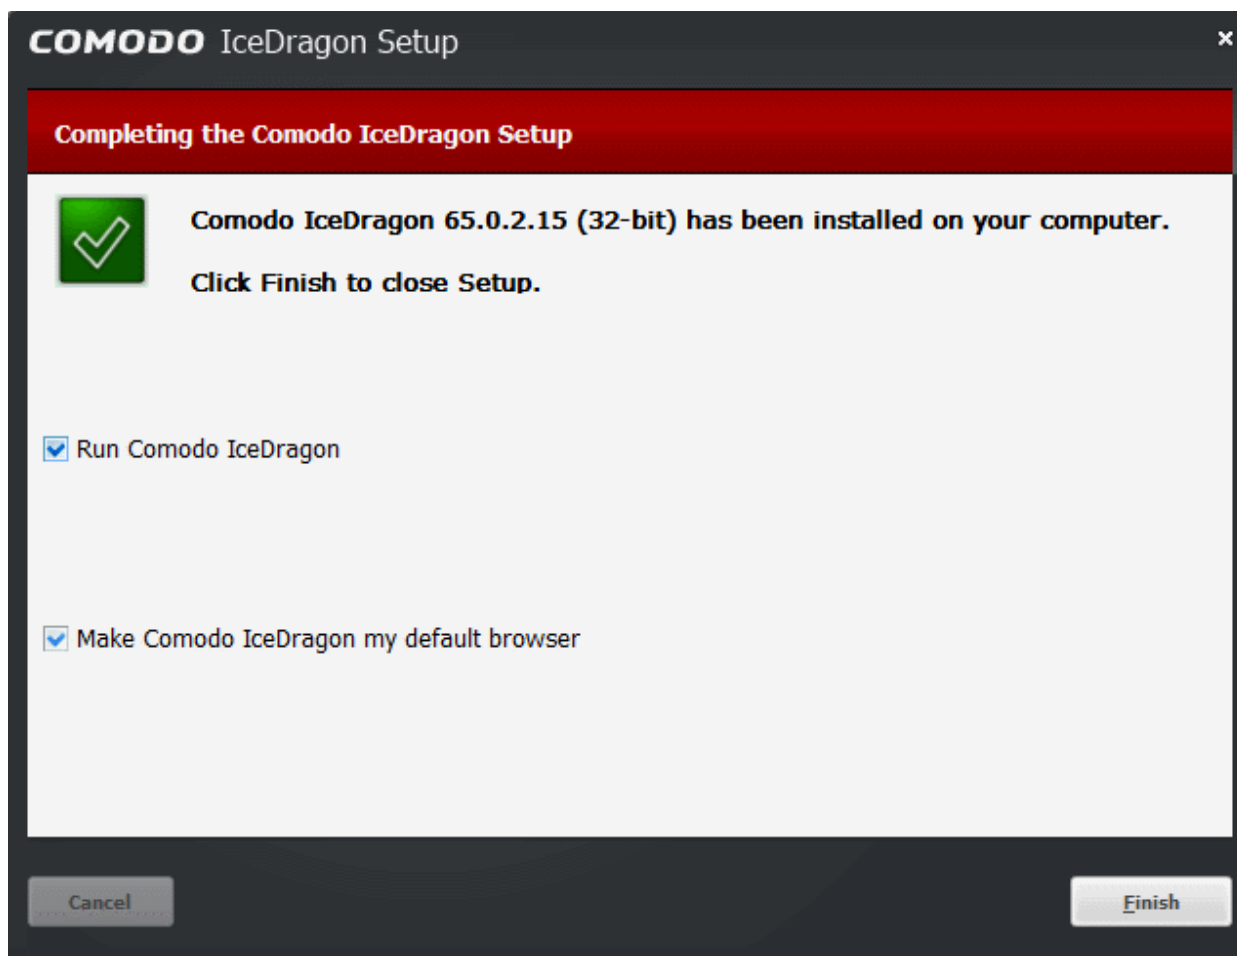 COMODO IceDragon Setup
Completing the Comodo IceDragon Setup
Comodo IceDragon 65.0.2.15 (32-bit) has been installed on your computer.
Click Finish to close Setup.
Run Comodo IceDragon
Make Comodo IceDragon my default browser
Cancel
Finish